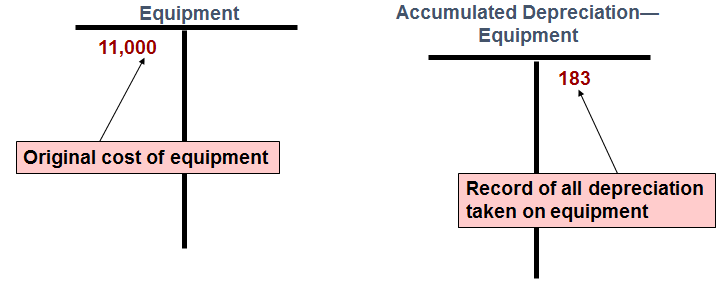 Equipment
11,000
Original cost of equipment
Accumulated Depreciation—
Equipment
183
Record of all depreciation
taken on equipment